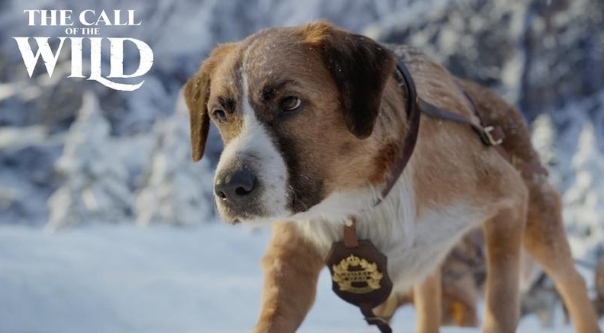 THE CALL
OF THE
WILD